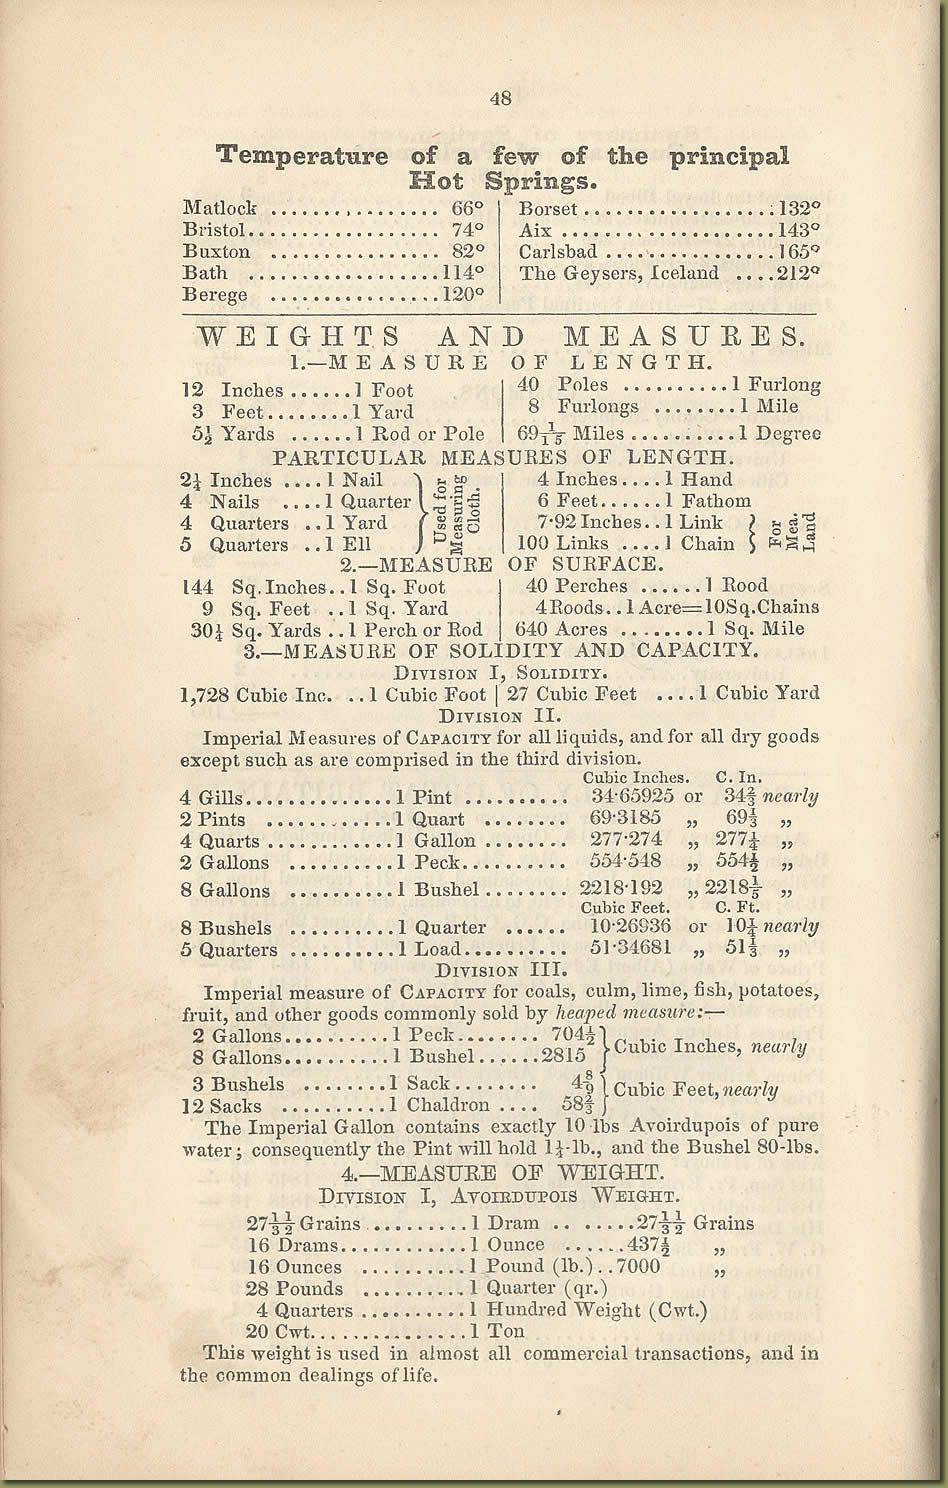 48
Temperature of a few of the principal
Hot Springs.
Matlock ................ 66°
Bristol.................. 74°
Buxton ................ 82°
Bath ..................114°
Berege ................120°
Borset..................132°
Aix ....................143°
Carlsbad ................165°
The Geysers, Iceland ....212°
WEIGHTS AND MEASURES.
1.—MEASURE OF LENGTH.
12 Inches ......1 Foot
3 Feet........1 Yard
5½ Yards ......1 Rod or Pole
40 Poles ..........1 Furlong
8 Furlongs ........1 Mile
69 1/15 Miles..........1 Degree
PARTICULAR MEASURES OF LENGTH.
2¼ Inches ....1 Nail
4 Nails ....1 Quarter
4 Quarters ..1 Yard
5 Quarters ..1 Ell
Used for
Measuring
Cloth.
4 Inches....1 Hand
6 Feet......1 Fathom
7·92 Inches..1 Link
100 Links ....1 Chain
For
Mea.
Land
2.—MEASURE OF SURFACE.
144 Sq. Inches..1 Sq. Foot
9 Sq. Feet ..1 Sq. Yard
30¼ Sq. Yards ..1 Perch or Rod
40 Perches ......1 Rood
4 Roods..1 Acre=10Sq.Chains
640 Acres ........1 Sq. Mile
3.—MEASURE OF SOLIDITY AND CAPACITY.
Division I, Solidity.
1,728 Cubic Inc. ..1 Cubic Foot | 27 Cubic Feet ....1 Cubic Yard
Division II.
Imperial Measures of Capacity for all liquids, and for all dry goods
except such as are comprised in the third division.
Cubic Inches. C. In.
4 Gills..............1 Pint .......... 34·65925 or 34⅔ nearly
2 Pints ............1 Quart ........ 69·3185 „ 69⅓ „
4 Quarts ............1 Gallon ........ 277·274 „ 277¼ „
2 Gallons ..........1 Peck.......... 554·548 „ 554½ „
8 Gallons ..........1 Bushel........ 2218·192 „ 2218⅕ „
Cubic Feet. C. Ft.
8 Bushels ..........1 Quarter ...... 10·26936 or 10¼ nearly
5 Quarters ..........1 Load.......... 51·34681 „ 51⅓ „
Division III.
Imperial measure of Capacity for coals, culm, lime, fish, potatoes,
fruit, and other goods commonly sold by heaped measure:—
2 Gallons..........1 Peck........ 704½
8 Gallons..........1 Bushel......2815
Cubic Inches, nearly
3 Bushels ........1 Sack........ 4 8/9
12 Sacks ..........1 Chaldron .... 58⅔
Cubic Feet, nearly
The Imperial Gallon contains exactly 10 lbs Avoirdupois of pure
water; consequently the Pint will hold 1¼-lb., and the Bushel 80-lbs.
4.—MEASURE OF WEIGHT.
Division I, Avoirdupois Weight.
27 11/32 Grains .........1 Dram .. ......27 11/32 Grains
16 Drams............1 Ounce ......437½ „
16 Ounces ..........1 Pound (lb.)..7000 „
28 Pounds ..........1 Quarter (qr.)
4 Quarters ..........1 Hundred Weight (Cwt.)
20 Cwt...............1 Ton
This weight is used in almost all commercial transactions, and in
the common dealings of life.